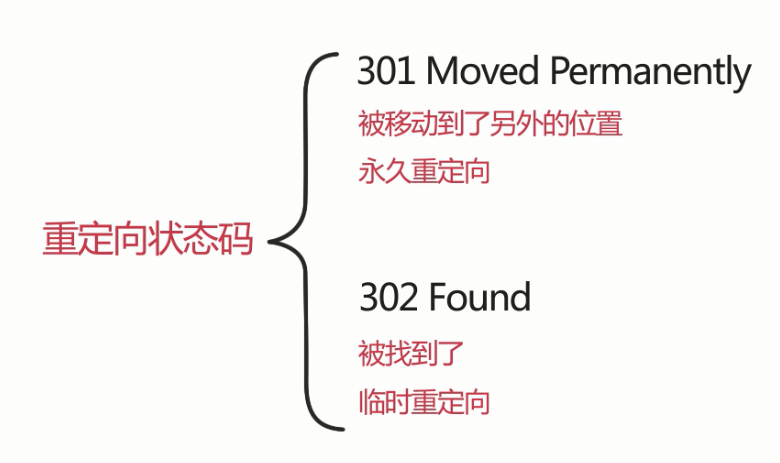 重定向状态码
301 Moved Permanently
被移动到了另外的位置
永久重定向
302 Found
被找到了
临时重定向